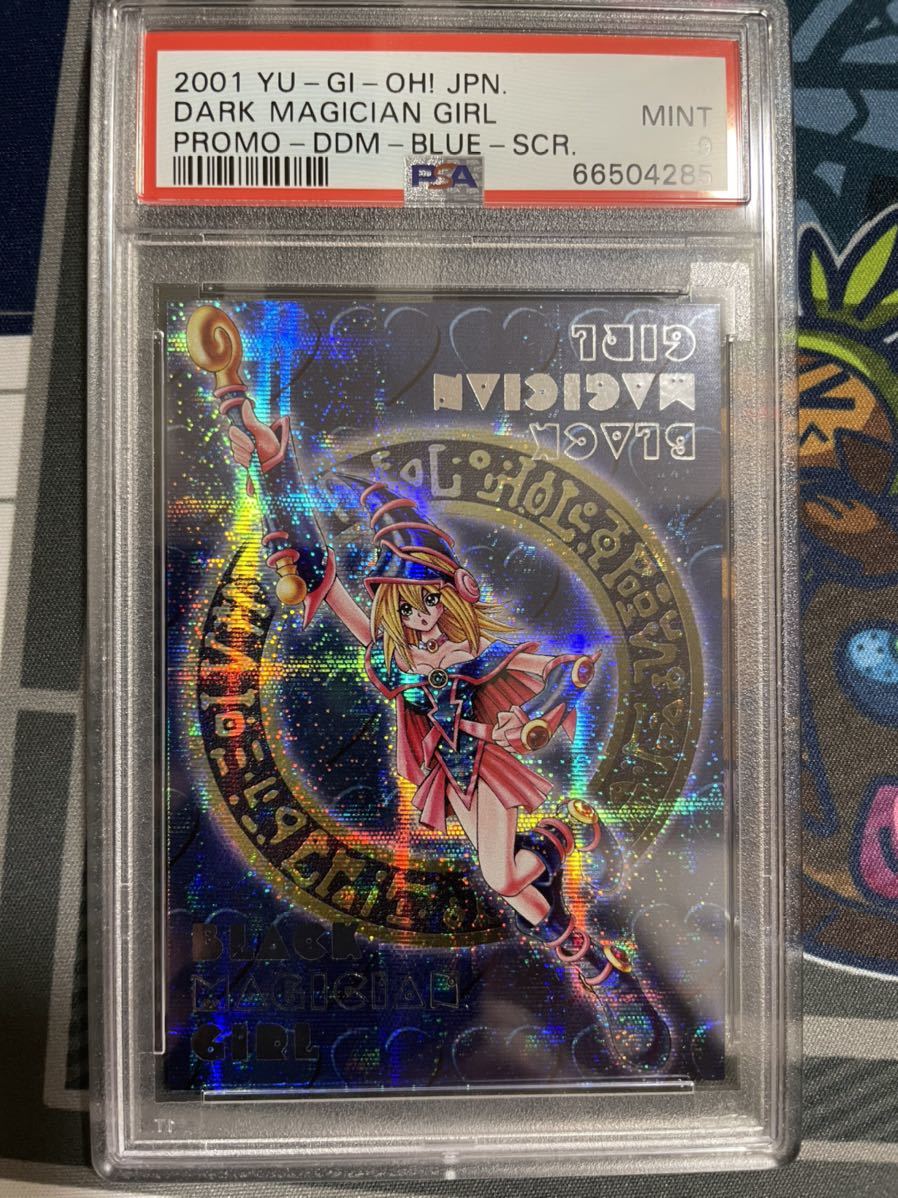 2001 YU-GI-OH! JPN.
DARK MAGICIAN GIRL MINT
PROMO-DDM-BLUE-SCR. 9
PSA 66504285
BLACK
MAGICIAN
GIRL
BLACK
MAGICIAN
GIRL